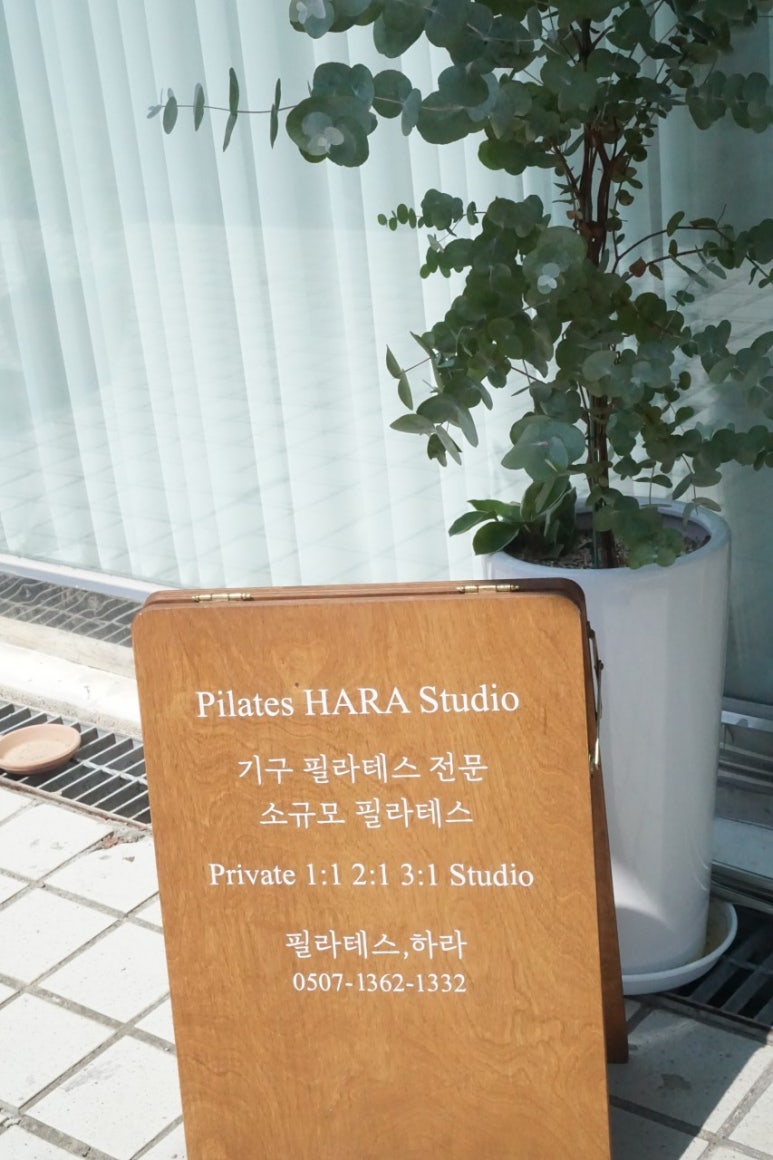 Pilates HARA Studio
기구 필라테스 전문
소규모 필라테스
Private 1:1 2:1 3:1 Studio
필라테스,하라
0507-1362-1332